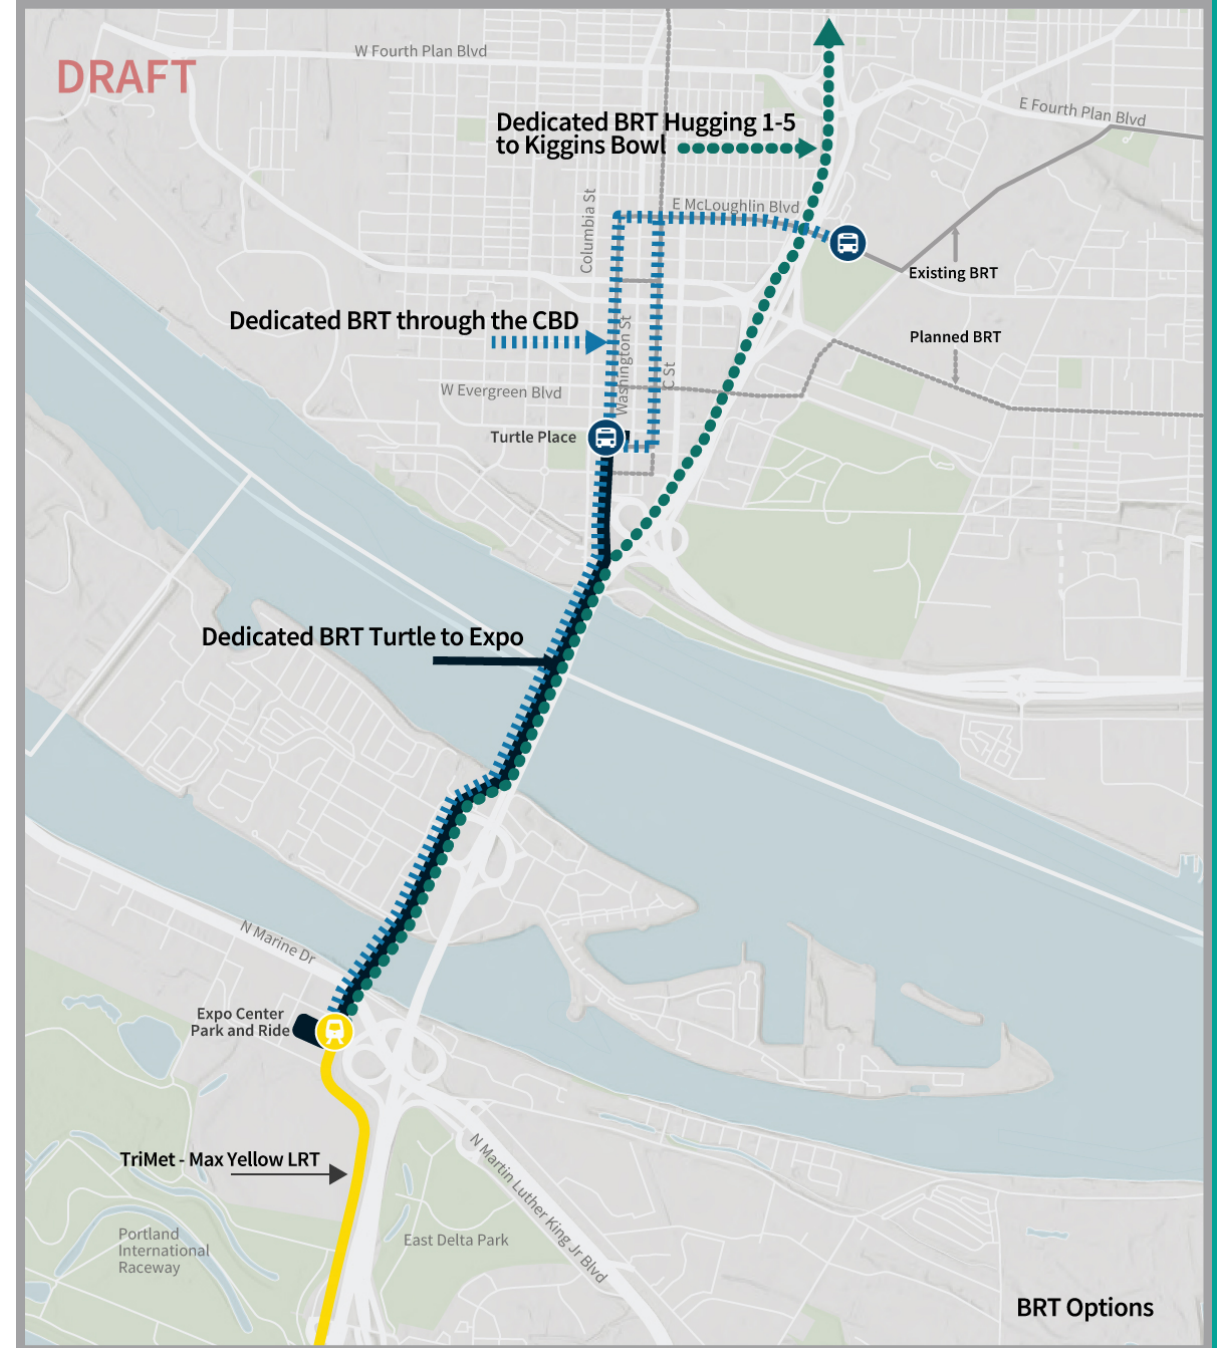 W Fourth Plan Blvd
DRAFT
E Fourth Plan Blvd
Dedicated BRT Hugging 1-5
to Kiggins Bowl
Columbia St
E McLoughlin Blvd
Existing BRT
Dedicated BRT through the CBD
Washington St
Planned BRT
C St
W Evergreen Blvd
Turtle Place
Dedicated BRT Turtle to Expo
N Marine Dr
Expo Center
Park and Ride
TriMet - Max Yellow LRT
N Martin Luther King Jr Blvd
Portland
International
Raceway
East Delta Park
BRT Options